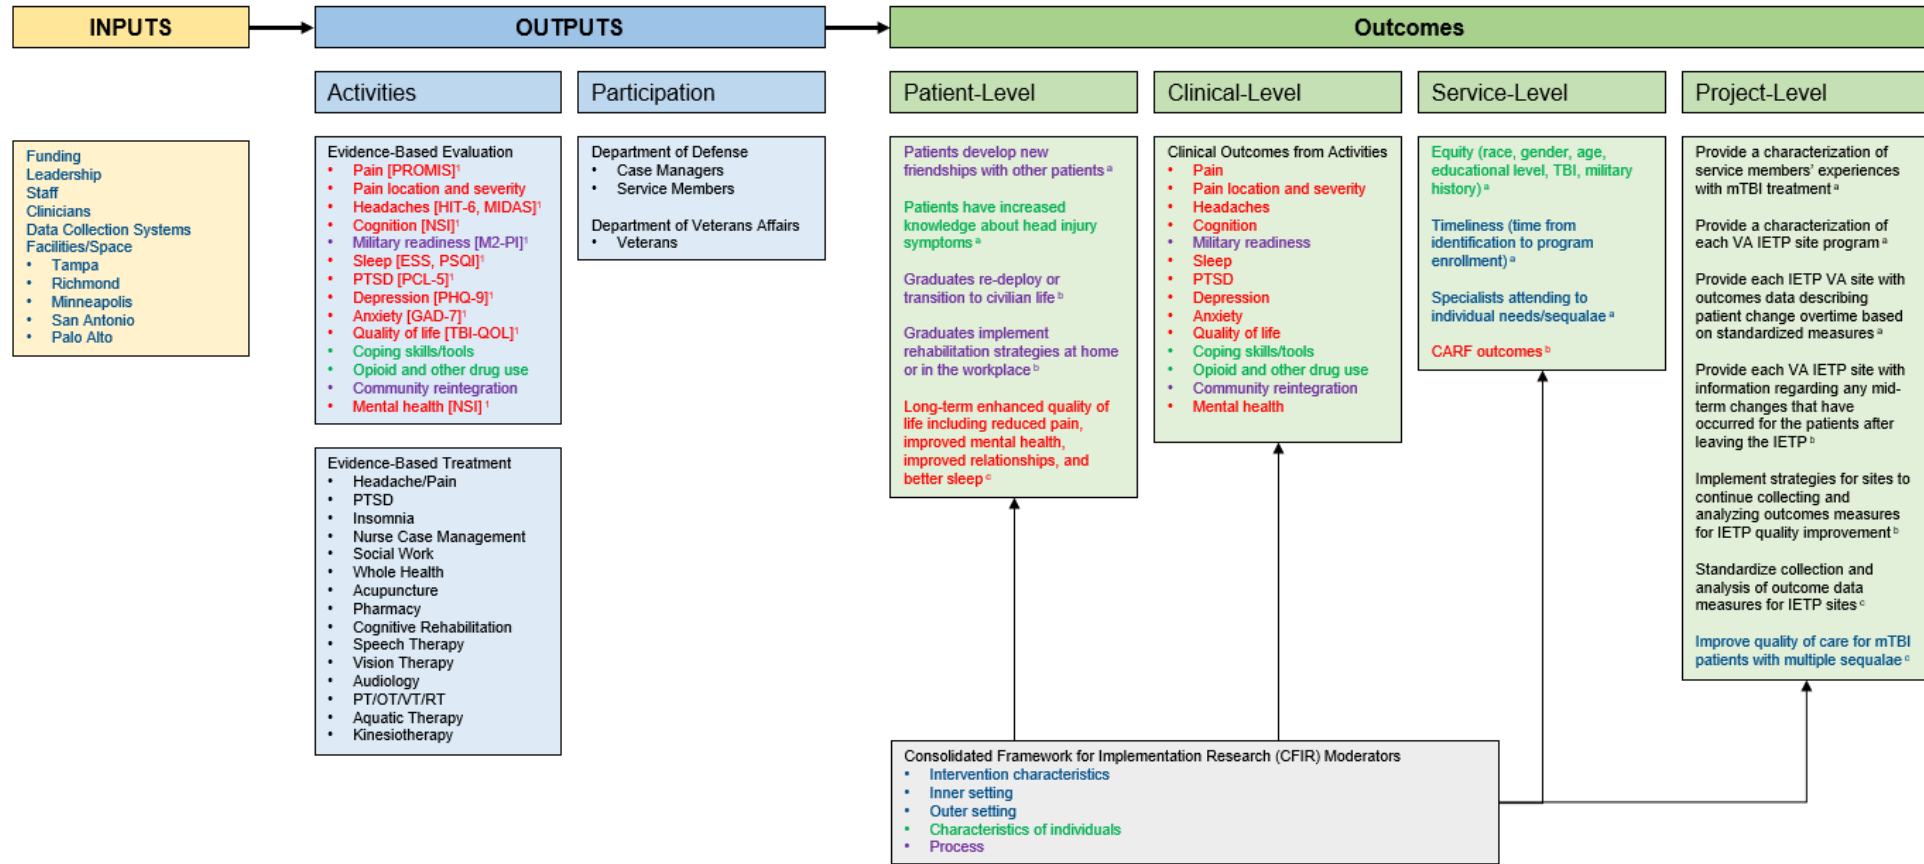 INPUTS
OUTPUTS
Outcomes
Activities
Participation
Patient-Level
Clinical-Level
Service-Level
Project-Level
Funding
Leadership
Staff
Clinicians
Data Collection Systems
Facilities/Space
• Tampa
• Richmond
• Minneapolis
• San Antonio
• Palo Alto
Evidence-Based Evaluation
• Pain [PROMIS]¹
• Pain location and severity
• Headaches [HIT-6, MIDAS]¹
• Cognition [NSI]¹
• Military readiness [M2-PI]¹
• Sleep [ESS, PSQI]¹
• PTSD [PCL-5]¹
• Depression [PHQ-9]¹
• Anxiety [GAD-7]¹
• Quality of life [TBI-QOL]¹
• Coping skills/tools
• Opioid and other drug use
• Community reintegration
• Mental health [NSI] ¹
Evidence-Based Treatment
• Headache/Pain
• PTSD
• Insomnia
• Nurse Case Management
• Social Work
• Whole Health
• Acupuncture
• Pharmacy
• Cognitive Rehabilitation
• Speech Therapy
• Vision Therapy
• Audiology
• PT/OT/VT/RT
• Aquatic Therapy
• Kinesiotherapy
Department of Defense
• Case Managers
• Service Members
Department of Veterans Affairs
• Veterans
Patients develop new
friendships with other patients ᵃ
Patients have increased
knowledge about head injury
symptoms ᵃ
Graduates re-deploy or
transition to civilian life ᵇ
Graduates implement
rehabilitation strategies at home
or in the workplace ᵇ
Long-term enhanced quality of
life including reduced pain,
improved mental health,
improved relationships, and
better sleep ᶜ
Clinical Outcomes from Activities
• Pain
• Pain location and severity
• Headaches
• Cognition
• Military readiness
• Sleep
• PTSD
• Depression
• Anxiety
• Quality of life
• Coping skills/tools
• Opioid and other drug use
• Community reintegration
• Mental health
Equity (race, gender, age,
educational level, TBI, military
history) ᵃ
Timeliness (time from
identification to program
enrollment) ᵃ
Specialists attending to
individual needs/sequalae ᵃ
CARF outcomes ᵇ
Provide a characterization of
service members' experiences
with mTBI treatment ᵃ
Provide a characterization of
each VA IETP site program ᵃ
Provide each IETP VA site with
outcomes data describing
patient change overtime based
on standardized measures ᵃ
Provide each VA IETP site with
information regarding any mid-
term changes that have
occurred for the patients after
leaving the IETP ᵇ
Implement strategies for sites to
continue collecting and
analyzing outcomes measures
for IETP quality improvement ᵇ
Standardize collection and
analysis of outcome data
measures for IETP sites ᶜ
Improve quality of care for mTBI
patients with multiple sequalae ᶜ
Consolidated Framework for Implementation Research (CFIR) Moderators
• Intervention characteristics
• Inner setting
• Outer setting
• Characteristics of individuals
• Process